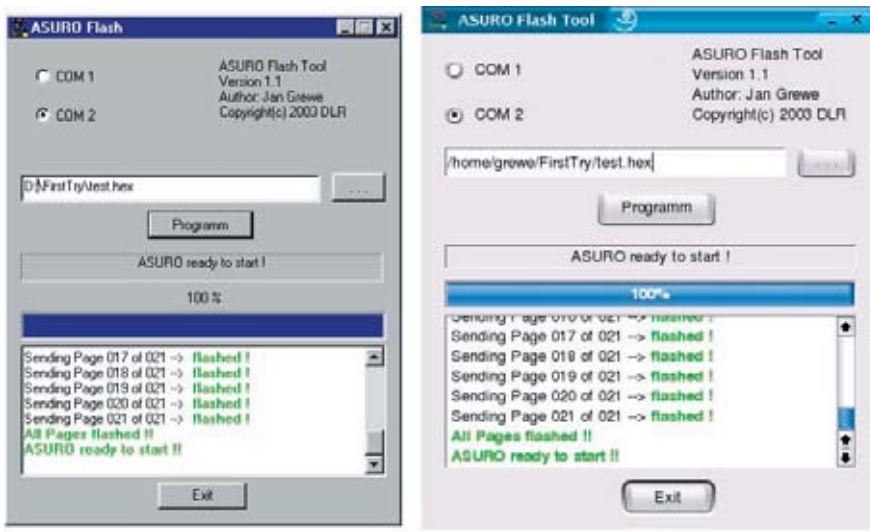 ASURO Flash
COM 1
COM 2
ASURO Flash Tool
Version 1.1
Author: Jan Grewe
Copyright(c) 2003 DLR
D:\FirstTry\test.hex
...
Programm
ASURO ready to start !
100 %
Sending Page 017 of 021 --> flashed !
Sending Page 018 of 021 --> flashed !
Sending Page 019 of 021 --> flashed !
Sending Page 020 of 021 --> flashed !
Sending Page 021 of 021 --> flashed !
All Pages flashed !!
ASURO ready to start !!
Exit
ASURO Flash Tool
COM 1
COM 2
ASURO Flash Tool
Version 1.1
Author: Jan Grewe
Copyright(c) 2003 DLR
/home/grewe/FirstTry/test.hex
...
Programm
ASURO ready to start !
100%
Sending Page 016 of 021 --> flashed !
Sending Page 017 of 021 --> flashed !
Sending Page 018 of 021 --> flashed !
Sending Page 019 of 021 --> flashed !
Sending Page 020 of 021 --> flashed !
Sending Page 021 of 021 --> flashed !
All Pages flashed !!
ASURO ready to start !!
Exit